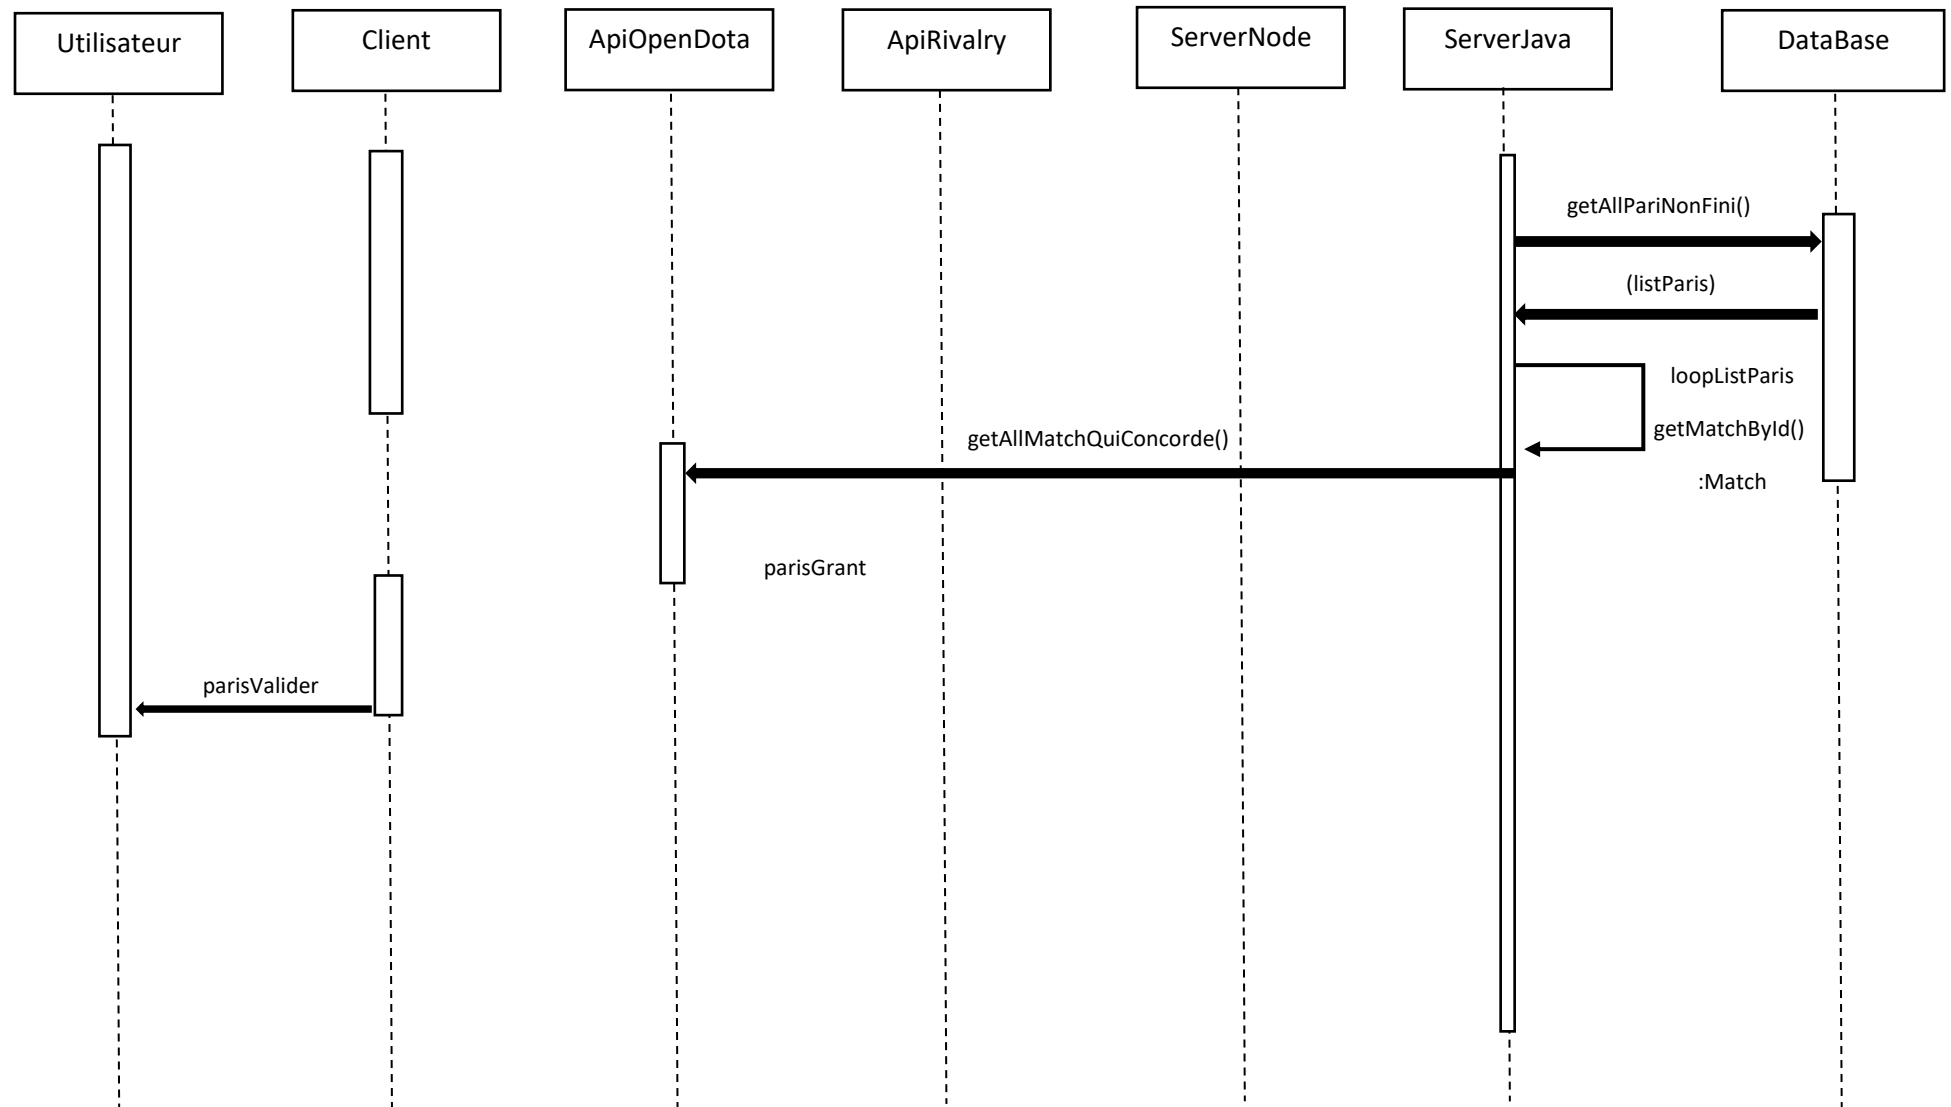 Utilisateur
Client
ApiOpenDota
ApiRivalry
ServerNode
ServerJava
DataBase
getAllPariNonFini()
(listParis)
loopListParis
getMatchById()
:Match
getAllMatchQuiConcorde()
parisGrant
parisValider